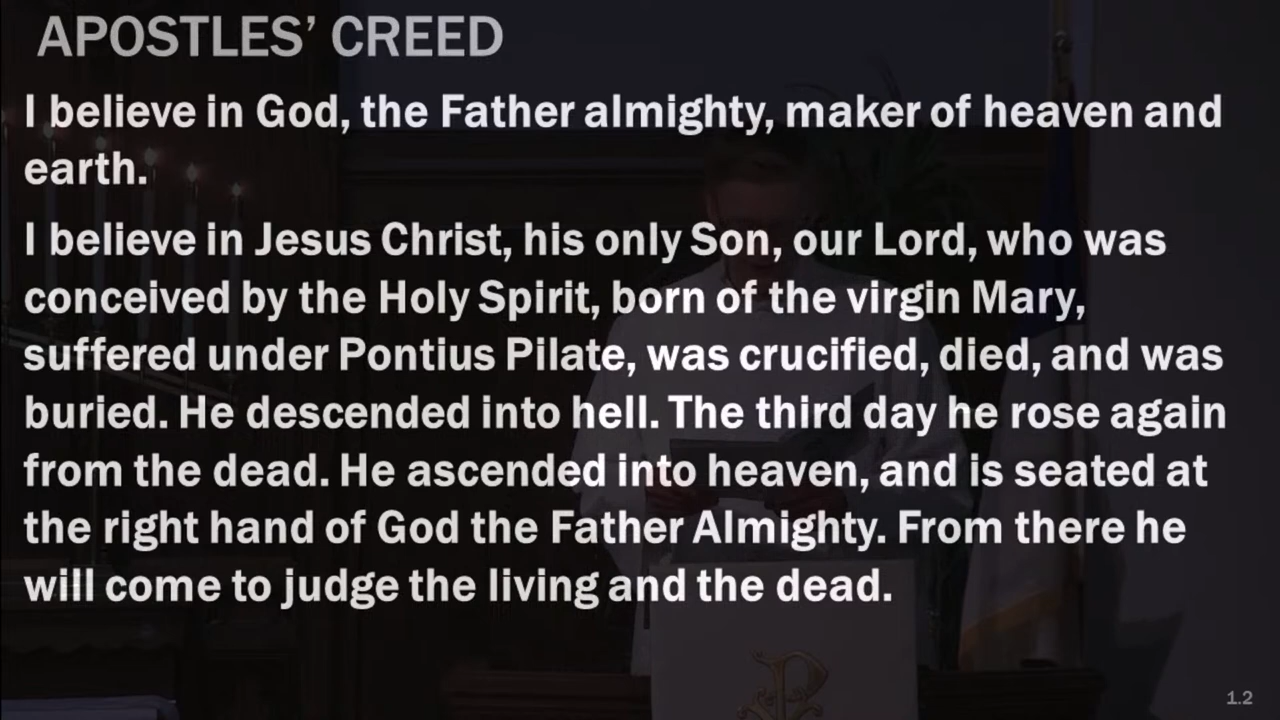 APOSTLES’ CREED
I believe in God, the Father almighty, maker of heaven and
earth.
I believe in Jesus Christ, his only Son, our Lord, who was
conceived by the Holy Spirit, born of the virgin Mary,
suffered under Pontius Pilate, was crucified, died, and was
buried. He descended into hell. The third day he rose again
from the dead. He ascended into heaven, and is seated at
the right hand of God the Father Almighty. From there he
will come to judge the living and the dead.
1.2